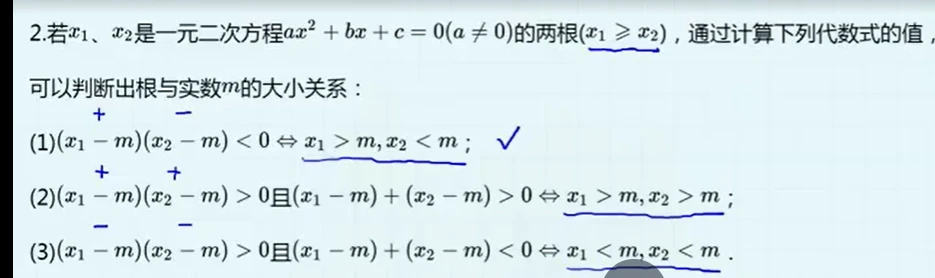 2.若x₁、x₂是一元二次方程ax² + bx + c = 0(a ≠ 0)的两根(x₁ ⩾ x₂)，通过计算下列代数式的值，
可以判断出根与实数m的大小关系：
+ −
(1)(x₁ − m)(x₂ − m) < 0 ⇔ x₁ > m, x₂ < m； ✓
+ +
(2)(x₁ − m)(x₂ − m) > 0且(x₁ − m) + (x₂ − m) > 0 ⇔ x₁ > m, x₂ > m；
− −
(3)(x₁ − m)(x₂ − m) > 0且(x₁ − m) + (x₂ − m) < 0 ⇔ x₁ < m, x₂ < m．